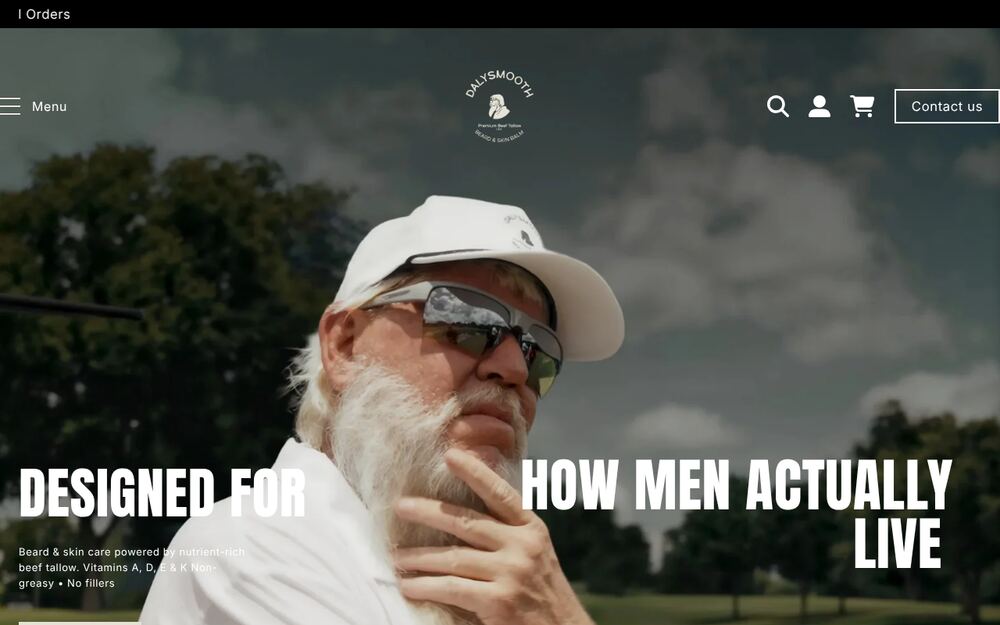 l Orders
Menu
DALYSMOOTH
Premium Beef Tallow
BEARD & SKIN BALM
Contact us
DESIGNED FOR
HOW MEN ACTUALLY
LIVE
Beard & skin care powered by nutrient-rich
beef tallow. Vitamins A, D, E & K Non-
greasy • No fillers